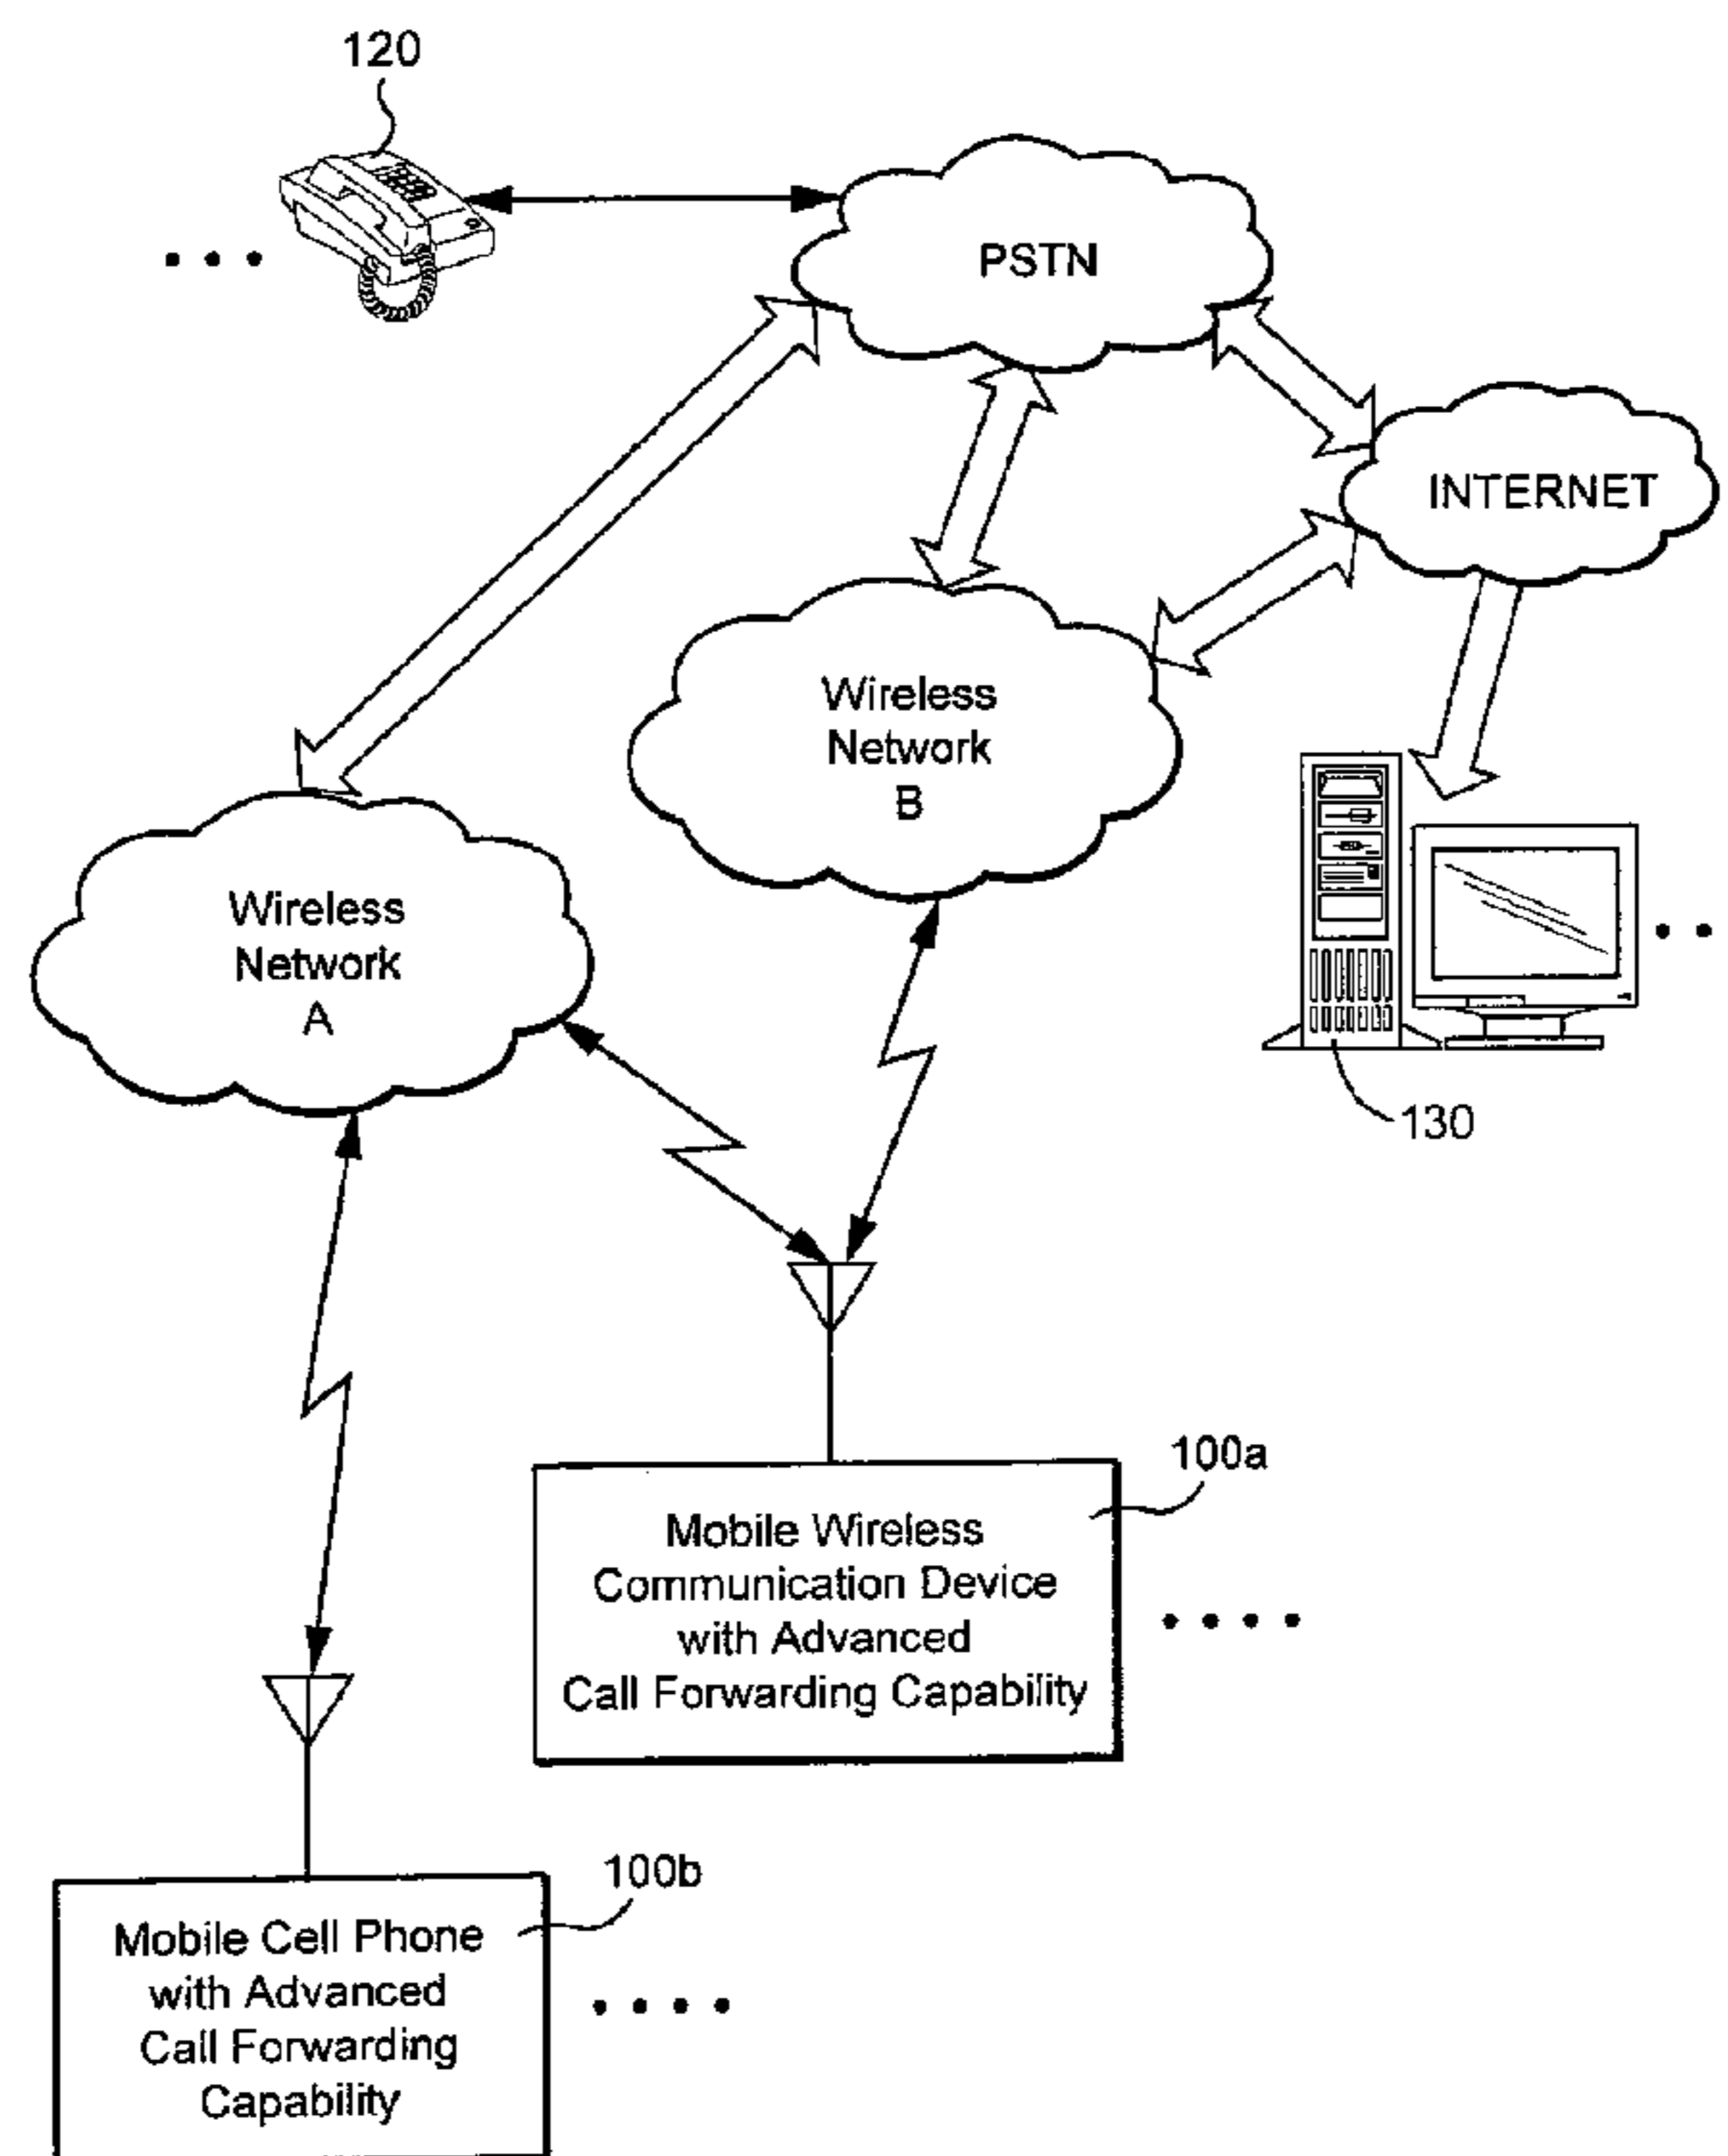 120
PSTN
INTERNET
Wireless
Network
B
Wireless
Network
A
130
100a
Mobile Wireless
Communication Device
with Advanced
Call Forwarding Capability
100b
Mobile Cell Phone
with Advanced
Call Forwarding
Capability